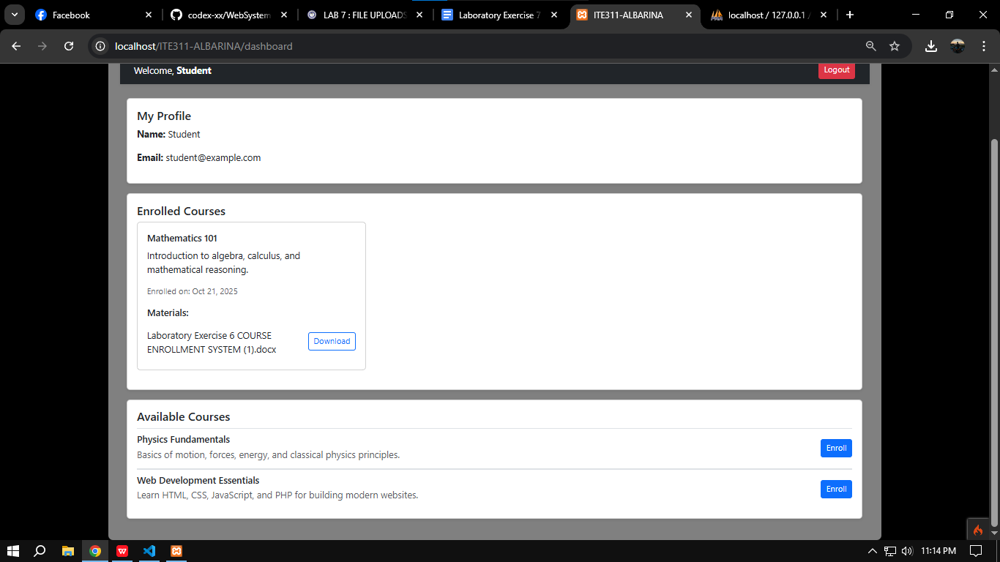 Facebook
codex-xx/WebSystem
LAB 7 : FILE UPLOADS
Laboratory Exercise 7
ITE311-ALBARINA
localhost / 127.0.0.1 /
localhost/ITE311-ALBARINA/dashboard
Welcome, Student
Logout
My Profile
Name: Student
Email: student@example.com
Enrolled Courses
Mathematics 101
Introduction to algebra, calculus, and
mathematical reasoning.
Enrolled on: Oct 21, 2025
Materials:
Laboratory Exercise 6 COURSE
ENROLLMENT SYSTEM (1).docx
Download
Available Courses
Physics Fundamentals
Basics of motion, forces, energy, and classical physics principles.
Enroll
Web Development Essentials
Learn HTML, CSS, JavaScript, and PHP for building modern websites.
Enroll
11:14 PM